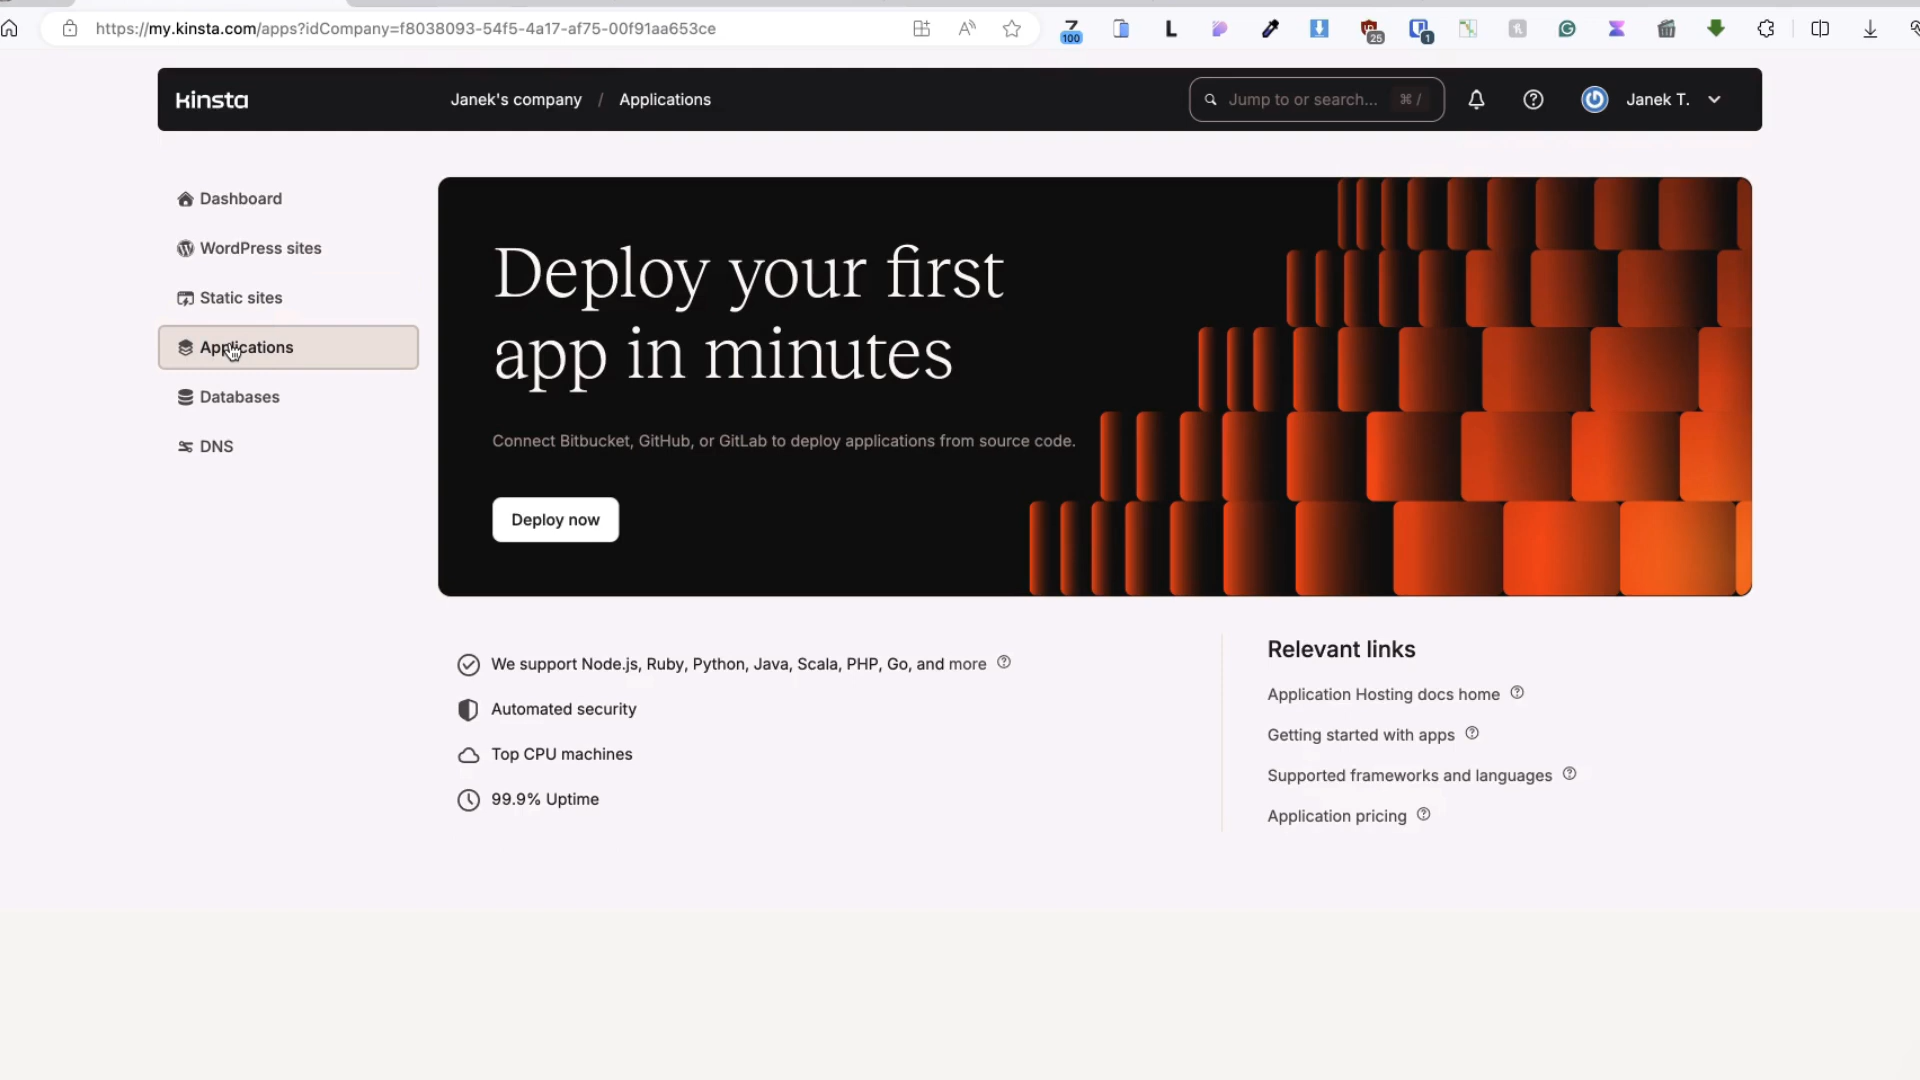 https://my.kinsta.com/apps?idCompany=f8038093-54f5-4a17-af75-00f91aa653ce
100
L
25
1
Kinsta
Janek's company / Applications
Jump to or search... ⌘ /
Janek T.
Dashboard
WordPress sites
Static sites
Applications
Databases
DNS
Deploy your first
app in minutes
Connect Bitbucket, GitHub, or GitLab to deploy applications from source code.
Deploy now
We support Node.js, Ruby, Python, Java, Scala, PHP, Go, and more
Automated security
Top CPU machines
99.9% Uptime
Relevant links
Application Hosting docs home
Getting started with apps
Supported frameworks and languages
Application pricing